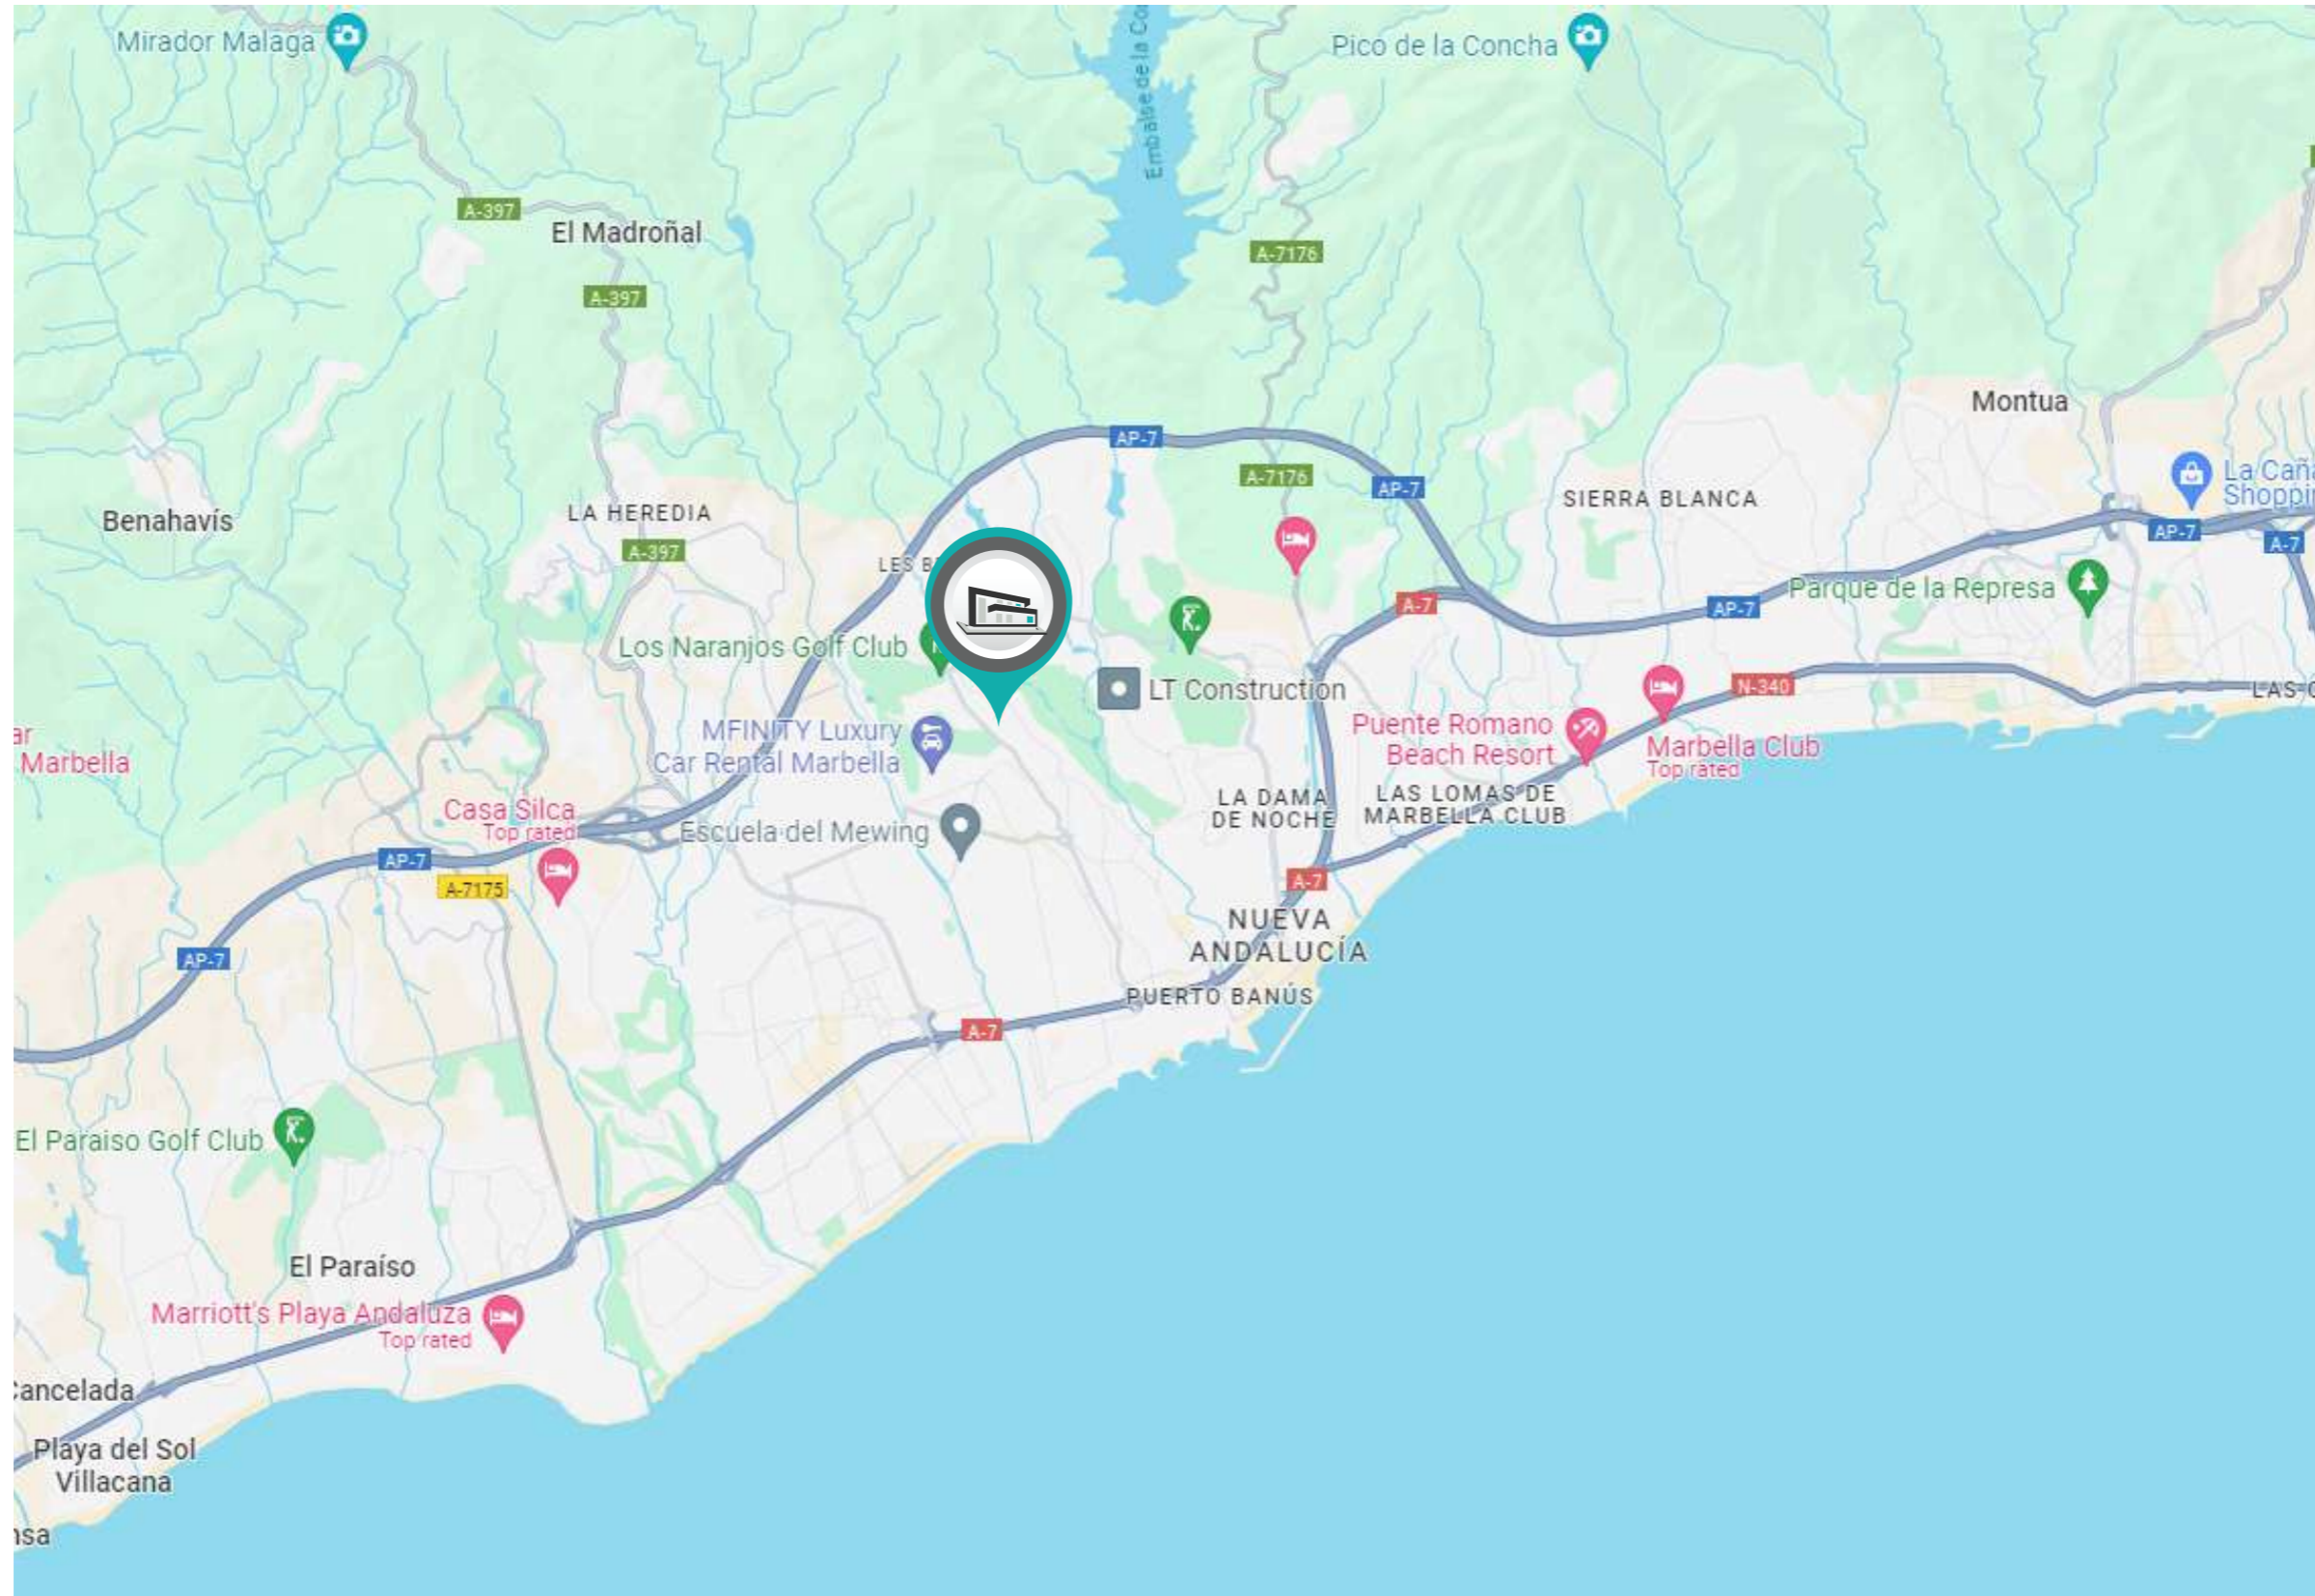 Mirador Malaga
Pico de la Concha
Embalse de la Co
A-397
El Madroñal
A-7176
A-397
Montua
AP-7
A-7176
AP-7
La Caña
Shoppin
SIERRA BLANCA
Benahavís
LA HEREDIA
A-397
AP-7
A-7
LES B
Parque de la Represa
A-7
AP-7
Los Naranjos Golf Club
LT Construction
N-340
LAS
MFINITY Luxury
Car Rental Marbella
Puente Romano
Beach Resort
Marbella Club
Top rated
ar
Marbella
Casa Silca
Top rated
LA DAMA
DE NOCHE
LAS LOMAS DE
MARBELLA CLUB
Escuela del Mewing
AP-7
A-7175
A-7
NUEVA
ANDALUCÍA
AP-7
PUERTO BANÚS
A-7
El Paraiso Golf Club
El Paraíso
Marriott's Playa Andaluza
Top rated
Cancelada
Playa del Sol
Villacana
nsa